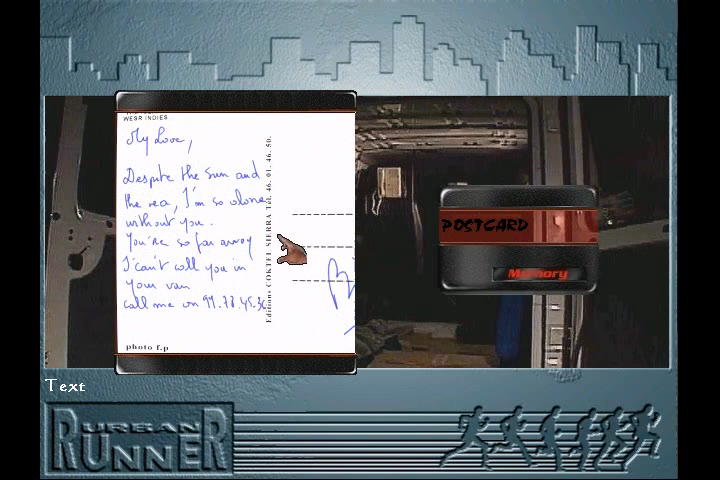 WESR INDIES
My Love,
Despite the sun and
the sea, I'm so alone
without you.
You're so far away
I can't call you in
your van
call me on 99.78.45.36
Editions COKTEL SIERRA Tél. 46. 01. 46. 50.
photo f.p
POSTCARD
Memory
Text
URBAN
RUNNER